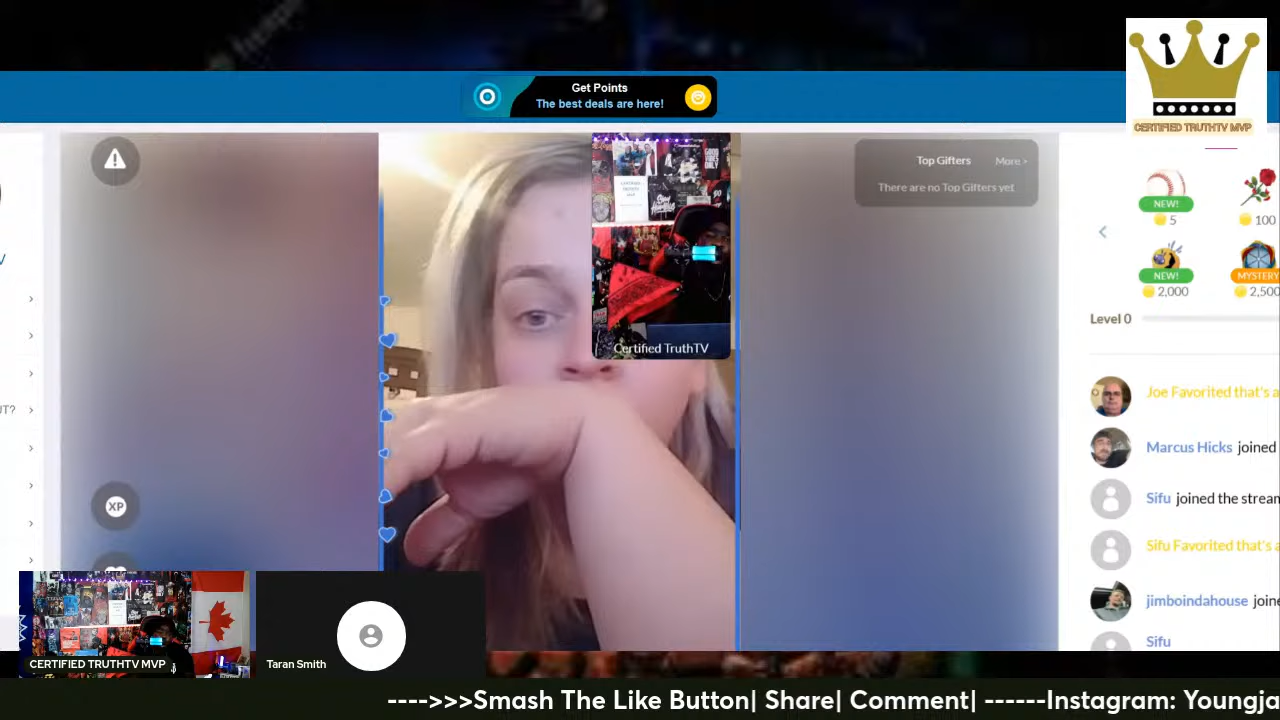 Get Points
The best deals are here!
CERTIFIED TRUTHTV MVP
Top Gifters More >
There are no Top Gifters yet
NEW!
5
100
NEW!
MYSTERY
2,000
2,500
Level 0
UT?
XP
Certified TruthTV
Joe Favorited that's a
Marcus Hicks joined
Sifu joined the strean
Sifu Favorited that's a
jimboindahouse joine
Sifu
CERTIFIED TRUTHTV MVP
Taran Smith
---->>>Smash The Like Button| Share| Comment| ------Instagram: Youngjo